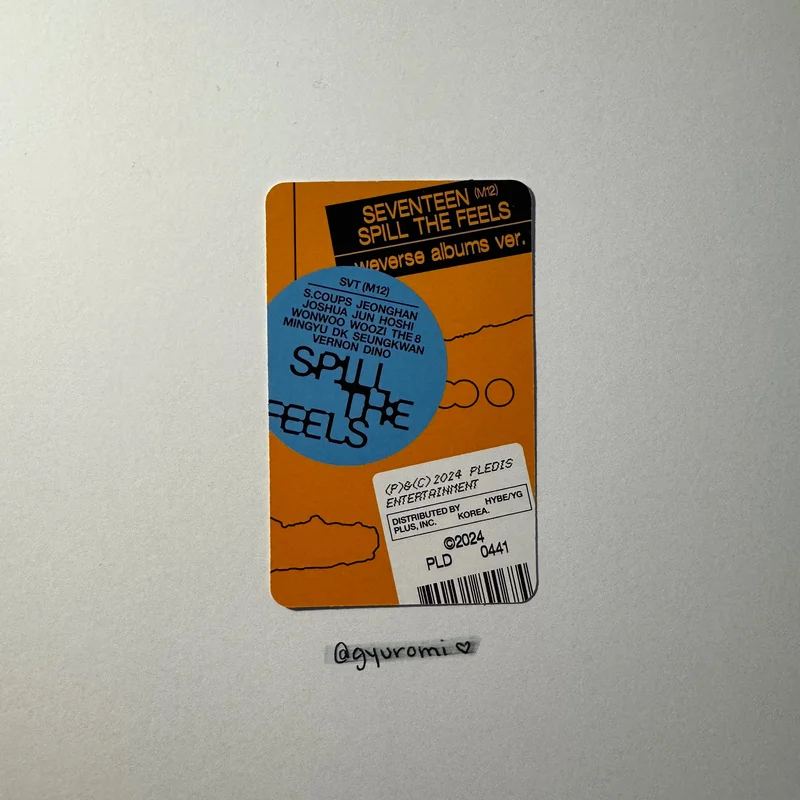 SEVENTEEN (M12)
SPILL THE FEELS
weverse albums ver.
SVT (M12)
S.COUPS JEONGHAN
JOSHUA JUN HOSHI
WONWOO WOOZI THE 8
MINGYU DK SEUNGKWAN
VERNON DINO
SPILL
THE
FEELS
(P)&(C) 2024 PLEDIS
ENTERTAINMENT
DISTRIBUTED BY HYBE/YG
PLUS, INC. KOREA.
©2024
PLD 0441
@gyuromi♡